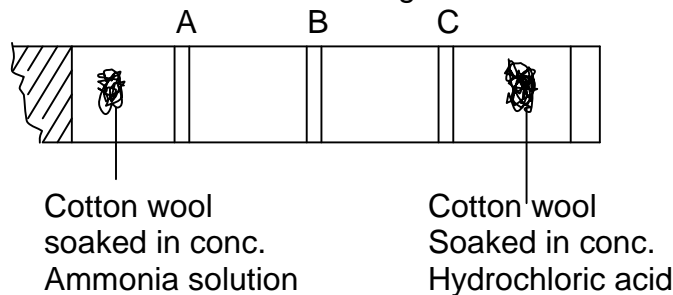 A B C
Cotton wool
soaked in conc.
Ammonia solution
Cotton wool
Soaked in conc.
Hydrochloric acid